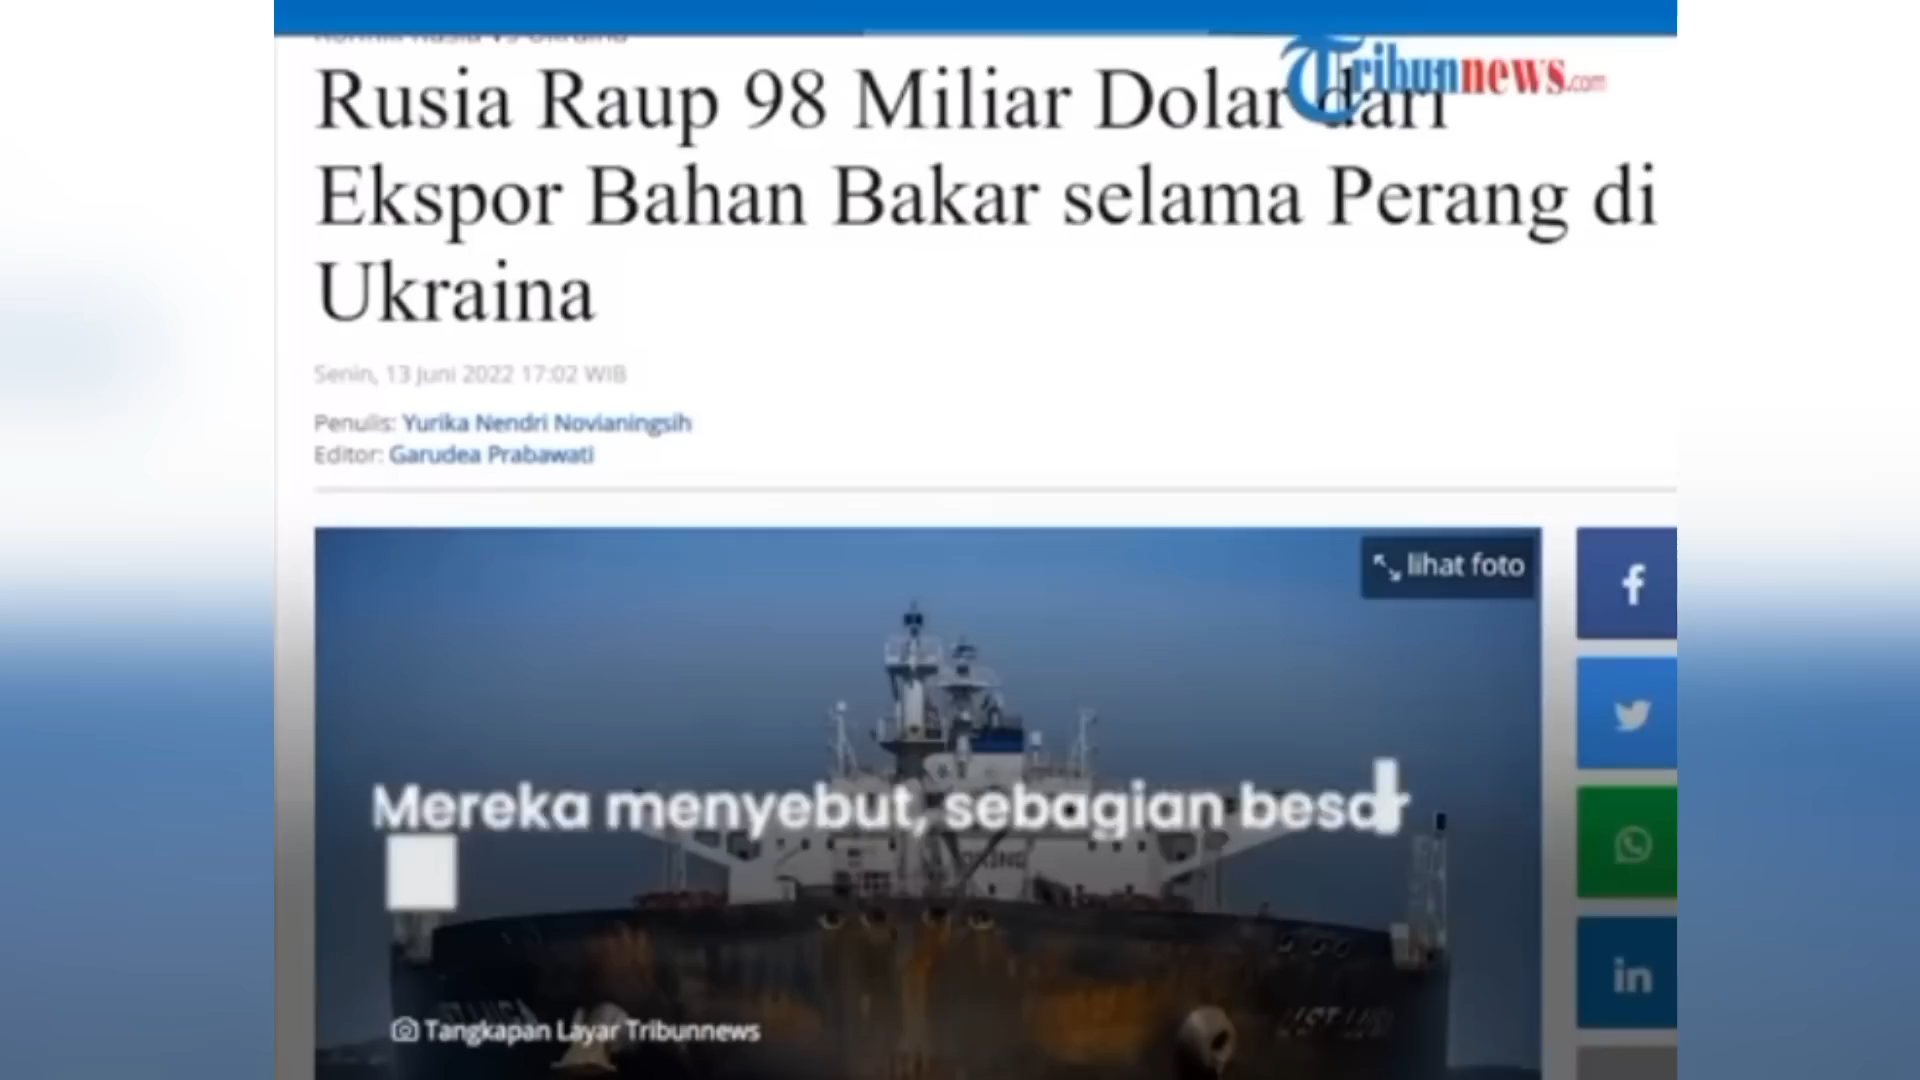 Tribunnews.com
Rusia Raup 98 Miliar Dolar dari
Ekspor Bahan Bakar selama Perang di
Ukraina
Senin, 13 Juni 2022 17:02 WIB
Penulis: Yurika Nendri Novianingsih
Editor: Garudea Prabawati
lihat foto
Mereka menyebut, sebagian besar
Tangkapan Layar Tribunnews